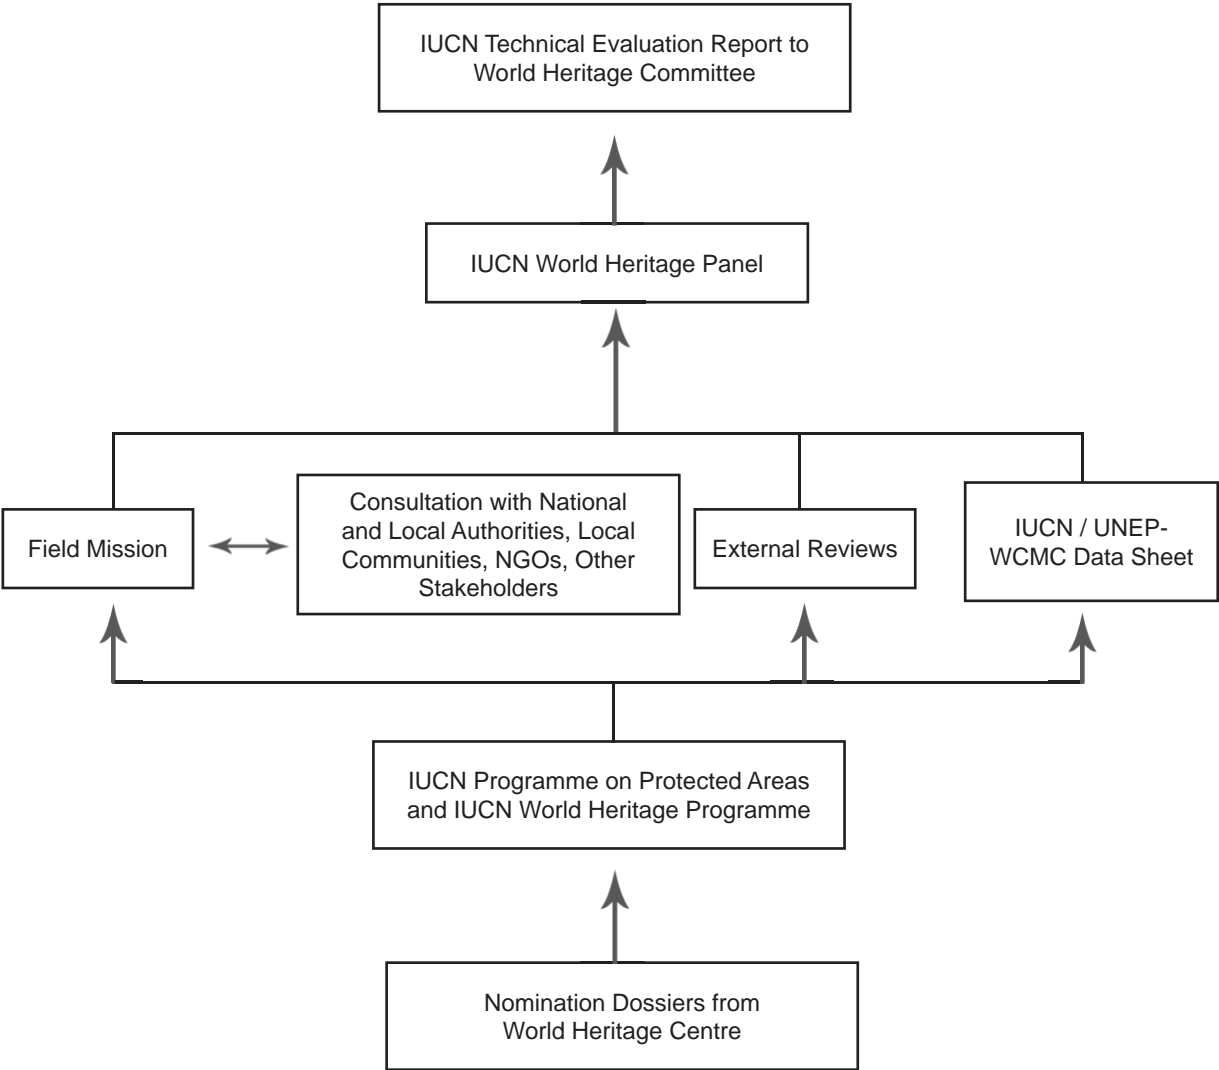 IUCN Technical Evaluation Report to
World Heritage Committee
IUCN World Heritage Panel
Field Mission
Consultation with National
and Local Authorities, Local
Communities, NGOs, Other
Stakeholders
External Reviews
IUCN / UNEP-
WCMC Data Sheet
IUCN Programme on Protected Areas
and IUCN World Heritage Programme
Nomination Dossiers from
World Heritage Centre